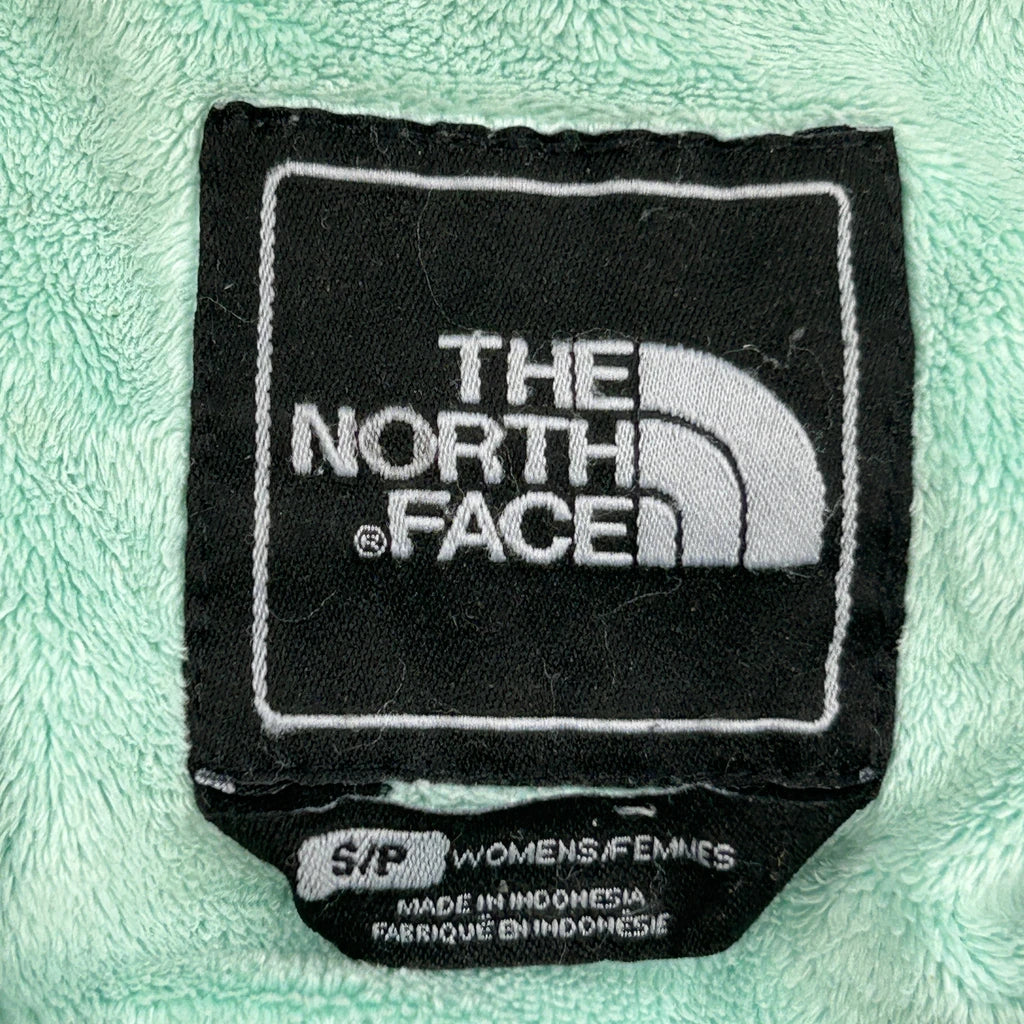 THE
NORTH
®FACE
S/P WOMENS/FEMMES
MADE IN INDONESIA
FABRIQUÉ EN INDONÉSIE